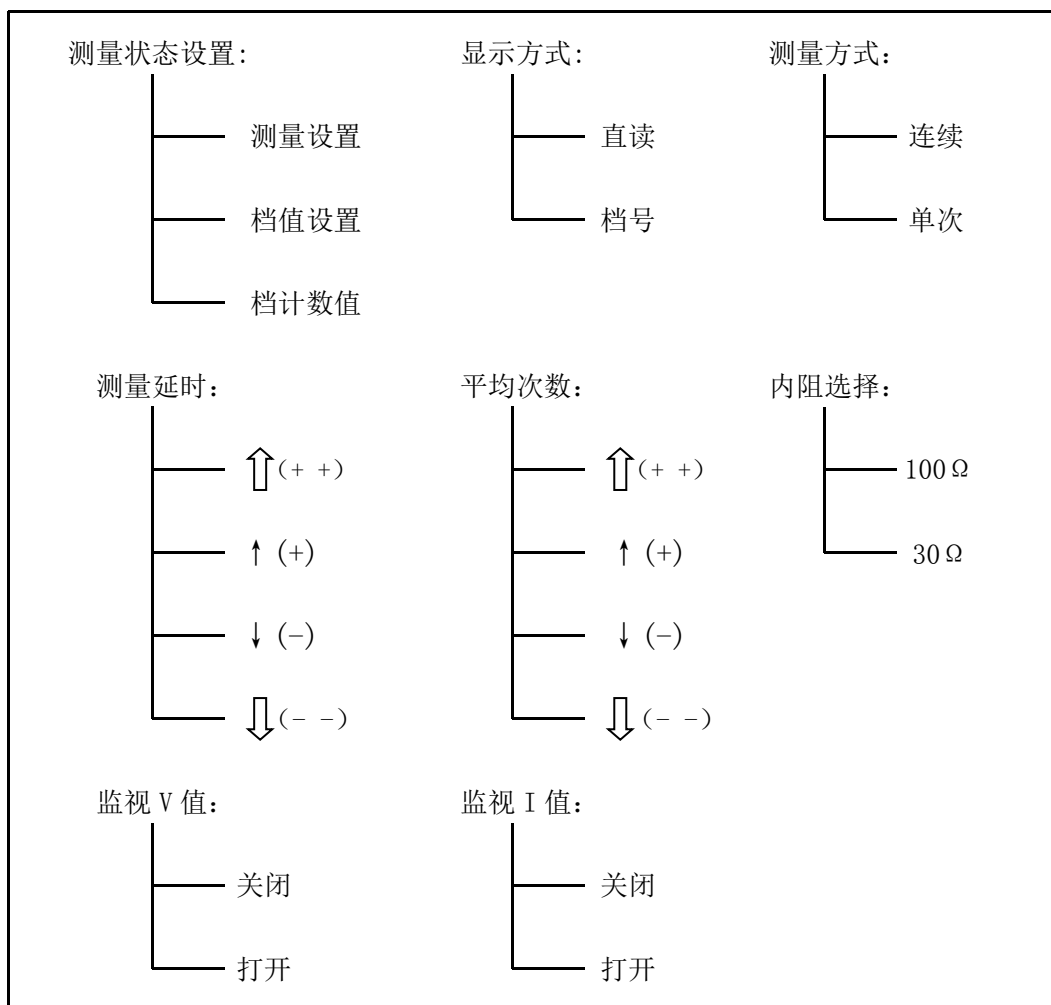 测量状态设置:
测量设置
档值设置
档计数值
显示方式:
直读
档号
测量方式:
连续
单次
测量延时:
⇧(+ +)
↑ (+)
↓ (-)
⇩(- -)
平均次数:
⇧(+ +)
↑ (+)
↓ (-)
⇩(- -)
内阻选择:
100Ω
30Ω
监视V值:
关闭
打开
监视I值:
关闭
打开